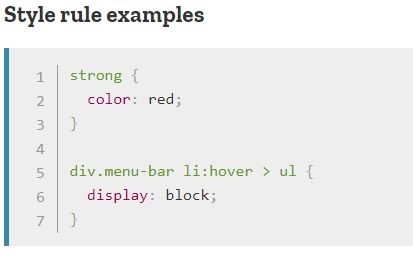 Style rule examples
1 strong {
2   color: red;
3 }
4
5 div.menu-bar li:hover > ul {
6   display: block;
7 }